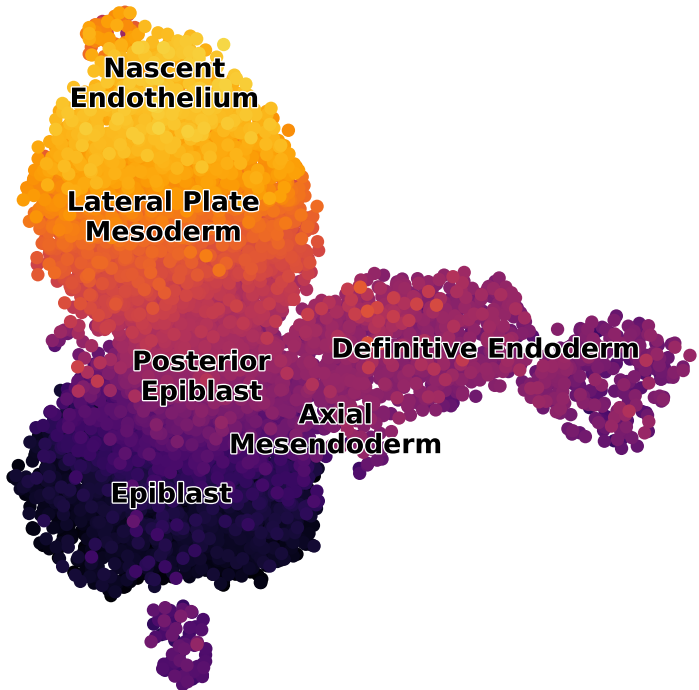 Nascent
Endothelium
Lateral Plate
Mesoderm
Definitive Endoderm
Posterior
Epiblast
Axial
Mesendoderm
Epiblast